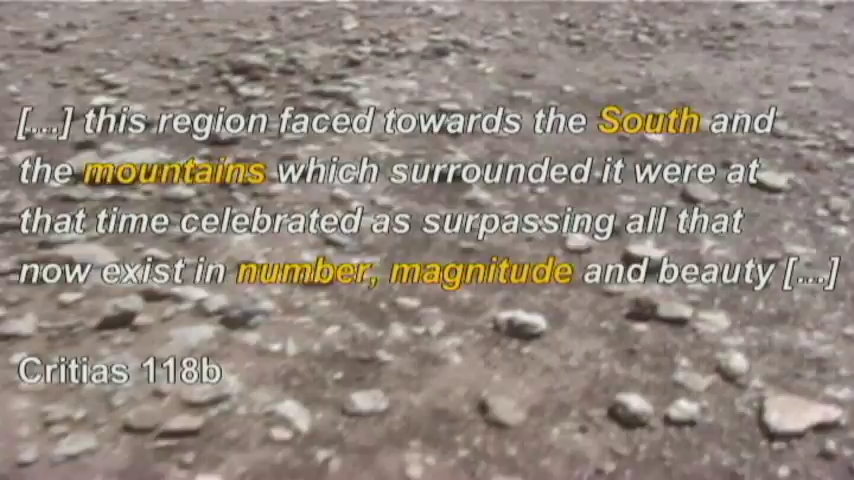 [....] this region faced towards the South and
the mountains which surrounded it were at
that time celebrated as surpassing all that
now exist in number, magnitude and beauty [...]
Critias 118b